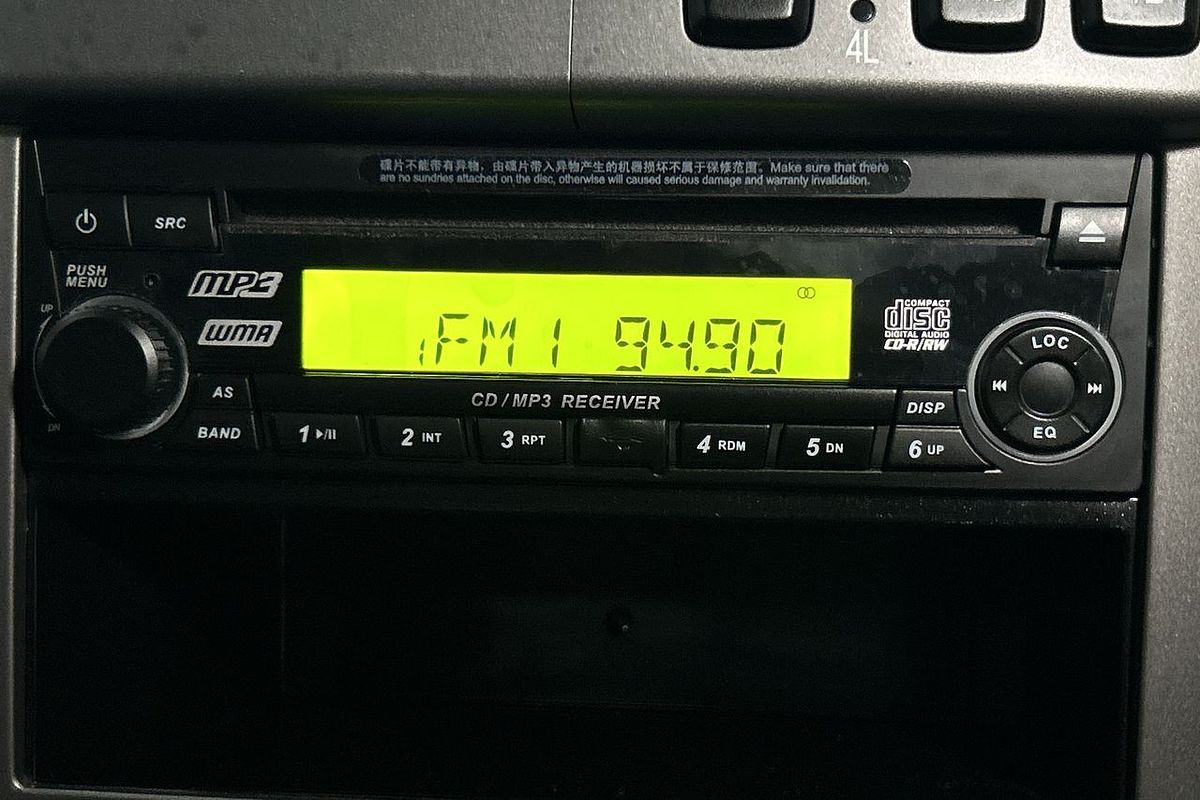 4L
碟片不能带有异物，由碟片带入异物产生的机器损坏不属于保修范围。Make sure that there
are no sundries attached on the disc, otherwise will caused serious damage and warranty invalidation.
SRC
PUSH
MENU
UP
DN
MP3
WMA
FM1 94.90
COMPACT
disc
DIGITAL AUDIO
CD-R/RW
LOC
EQ
CD/MP3 RECEIVER
AS
BAND
DISP
1
2 INT
3 RPT
4 RDM
5 DN
6 UP